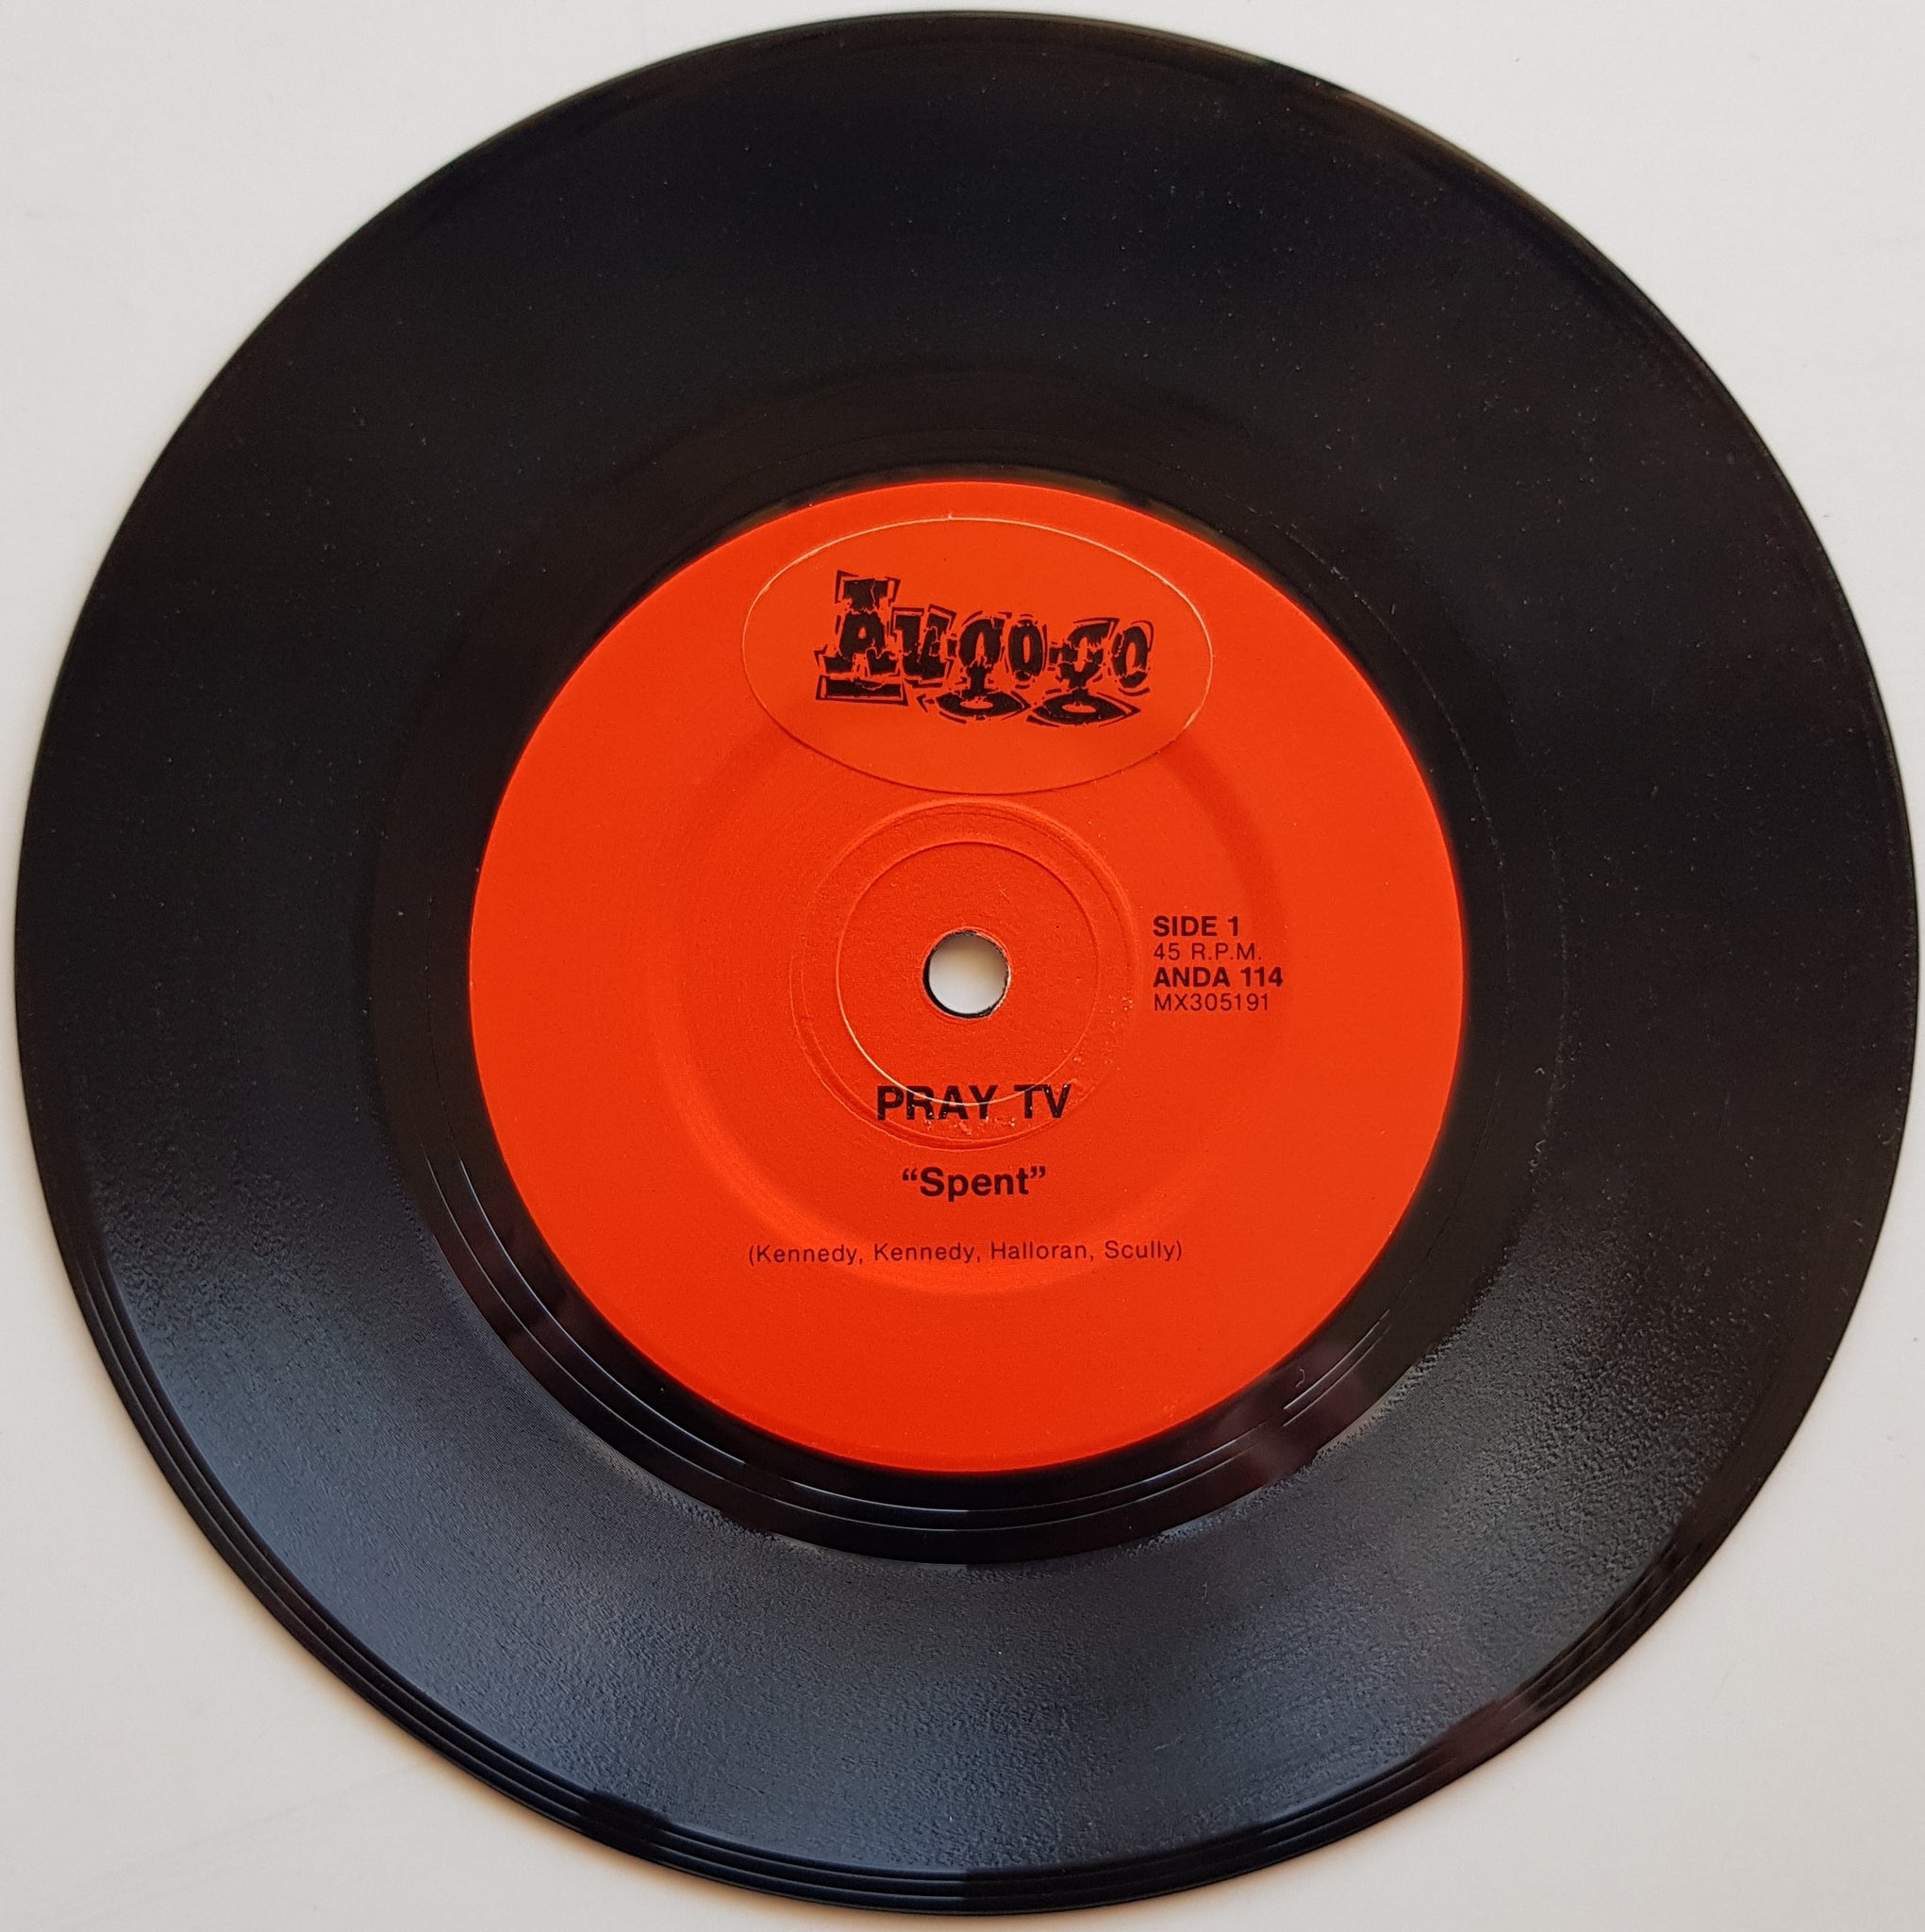 Augogo
SIDE 1
45 R.P.M.
ANDA 114
MX305191
PRAY TV
“Spent”
(Kennedy, Kennedy, Halloran, Scully)